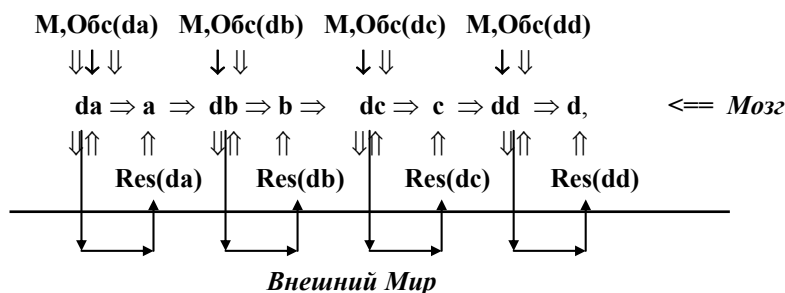 М,Обс(da) М,Обс(db) М,Обс(dc) М,Обс(dd)
⇓↓⇓ ↓⇓ ↓⇓ ↓⇓
da ⇒ a ⇒ db ⇒ b ⇒ dc ⇒ c ⇒ dd ⇒ d, <== Мозг
⇓⇑ ⇑ ⇓⇑ ⇑ ⇓⇑ ⇑ ⇓⇑ ⇑
Res(da) Res(db) Res(dc) Res(dd)
Внешний Мир